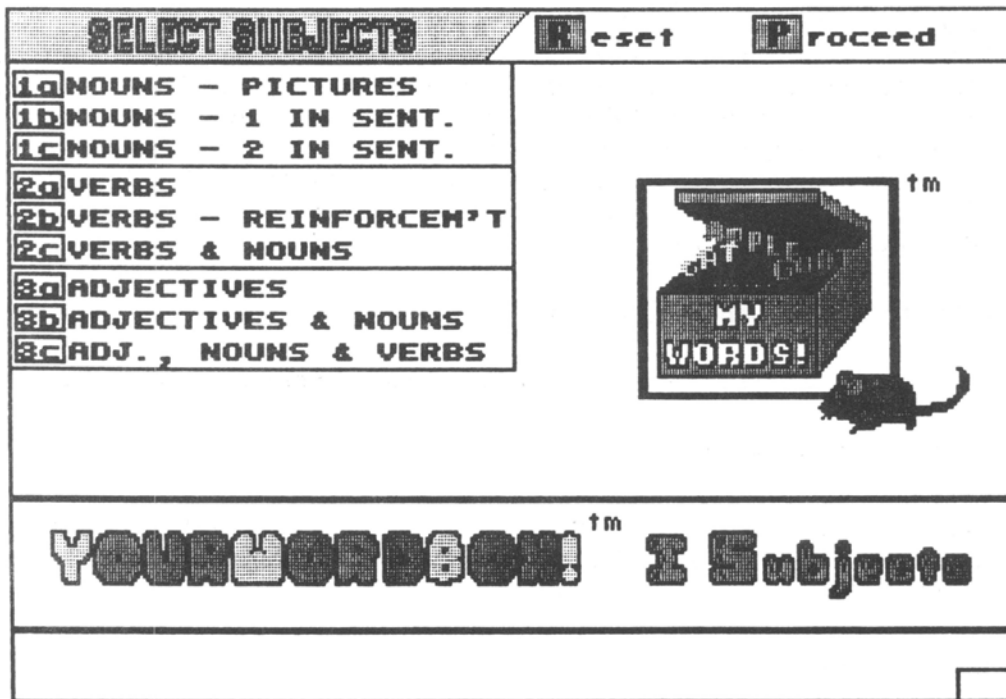 SELECT SUBJECTS Reset Proceed
1a NOUNS – PICTURES
1b NOUNS – 1 IN SENT.
1c NOUNS – 2 IN SENT.
2a VERBS
2b VERBS – REINFORCEM'T
2c VERBS & NOUNS
3a ADJECTIVES
3b ADJECTIVES & NOUNS
3c ADJ., NOUNS & VERBS
tm
MY
WORDS!
YOURWORDBOX! tm I Subjects